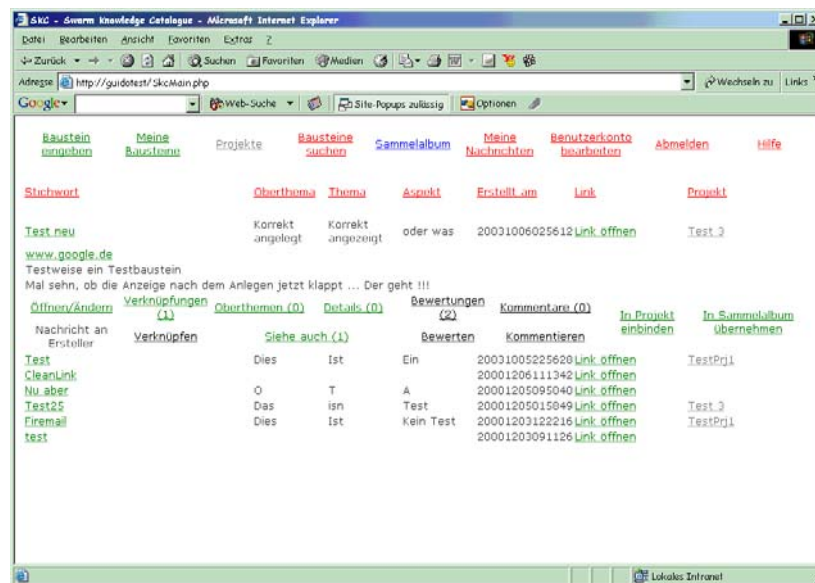 SKC - Swarm Knowledge Catalogue - Microsoft Internet Explorer
Datei Bearbeiten Ansicht Favoriten Extras ?
Zurück Suchen Favoriten Medien
Adresse http://guidotest/SkcMain.php Wechseln zu Links
Google Web-Suche Site-Popups zulässig Optionen
Baustein eingeben Meine Bausteine Projekte Bausteine suchen Sammelalbum Meine Nachrichten Benutzerkonto bearbeiten Abmelden Hilfe
Stichwort Oberthema Thema Aspekt Erstellt am Link Projekt
Test neu Korrekt angelegt Korrekt angezeigt oder was 20031006025612 Link öffnen Test 3
www.google.de
Testweise ein Testbaustein
Mal sehn, ob die Anzeige nach dem Anlegen jetzt klappt ... Der geht !!!
Öffnen/Ändern Verknüpfungen (1) Oberthemen (0) Details (0) Bewertungen (2) Kommentare (0) In Projekt einbinden In Sammelalbum übernehmen
Nachricht an Ersteller Verknüpfen Siehe auch (1) Bewerten Kommentieren
Test Dies Ist Ein 20031005225628 Link öffnen TestPrj1
CleanLink 20001206111342 Link öffnen
Nu aber O T A 20001205095040 Link öffnen
Test25 Das isn Test 20001205015849 Link öffnen Test 3
Firemail Dies Ist Kein Test 20001203122216 Link öffnen TestPrj1
test 20001203091126 Link öffnen
Lokales Intranet